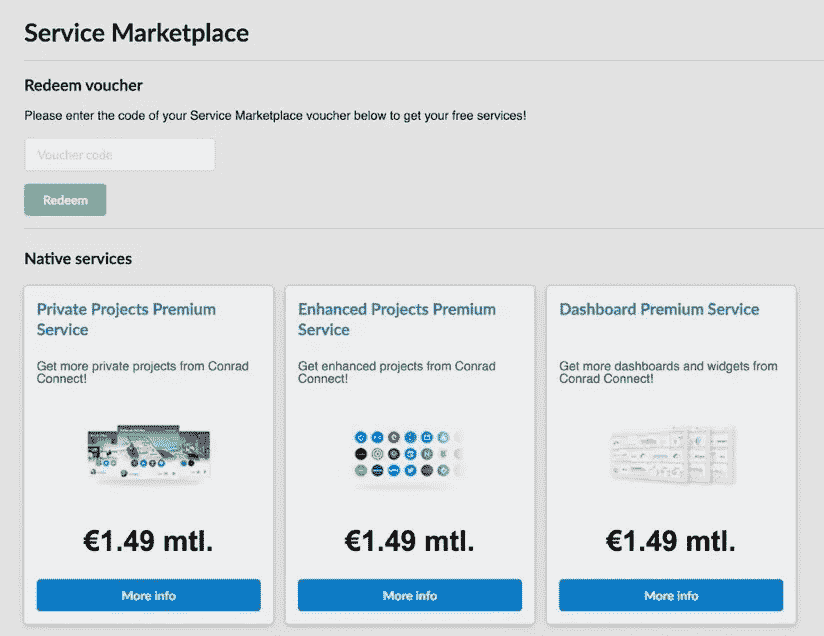 Service Marketplace
Redeem voucher
Please enter the code of your Service Marketplace voucher below to get your free services!
Voucher code
Redeem
Native services
Private Projects Premium
Service
Get more private projects from Conrad
Connect!
€1.49 mtl.
More info
Enhanced Projects Premium
Service
Get enhanced projects from Conrad
Connect!
€1.49 mtl.
More info
Dashboard Premium Service
Get more dashboards and widgets from
Conrad Connect!
€1.49 mtl.
More info